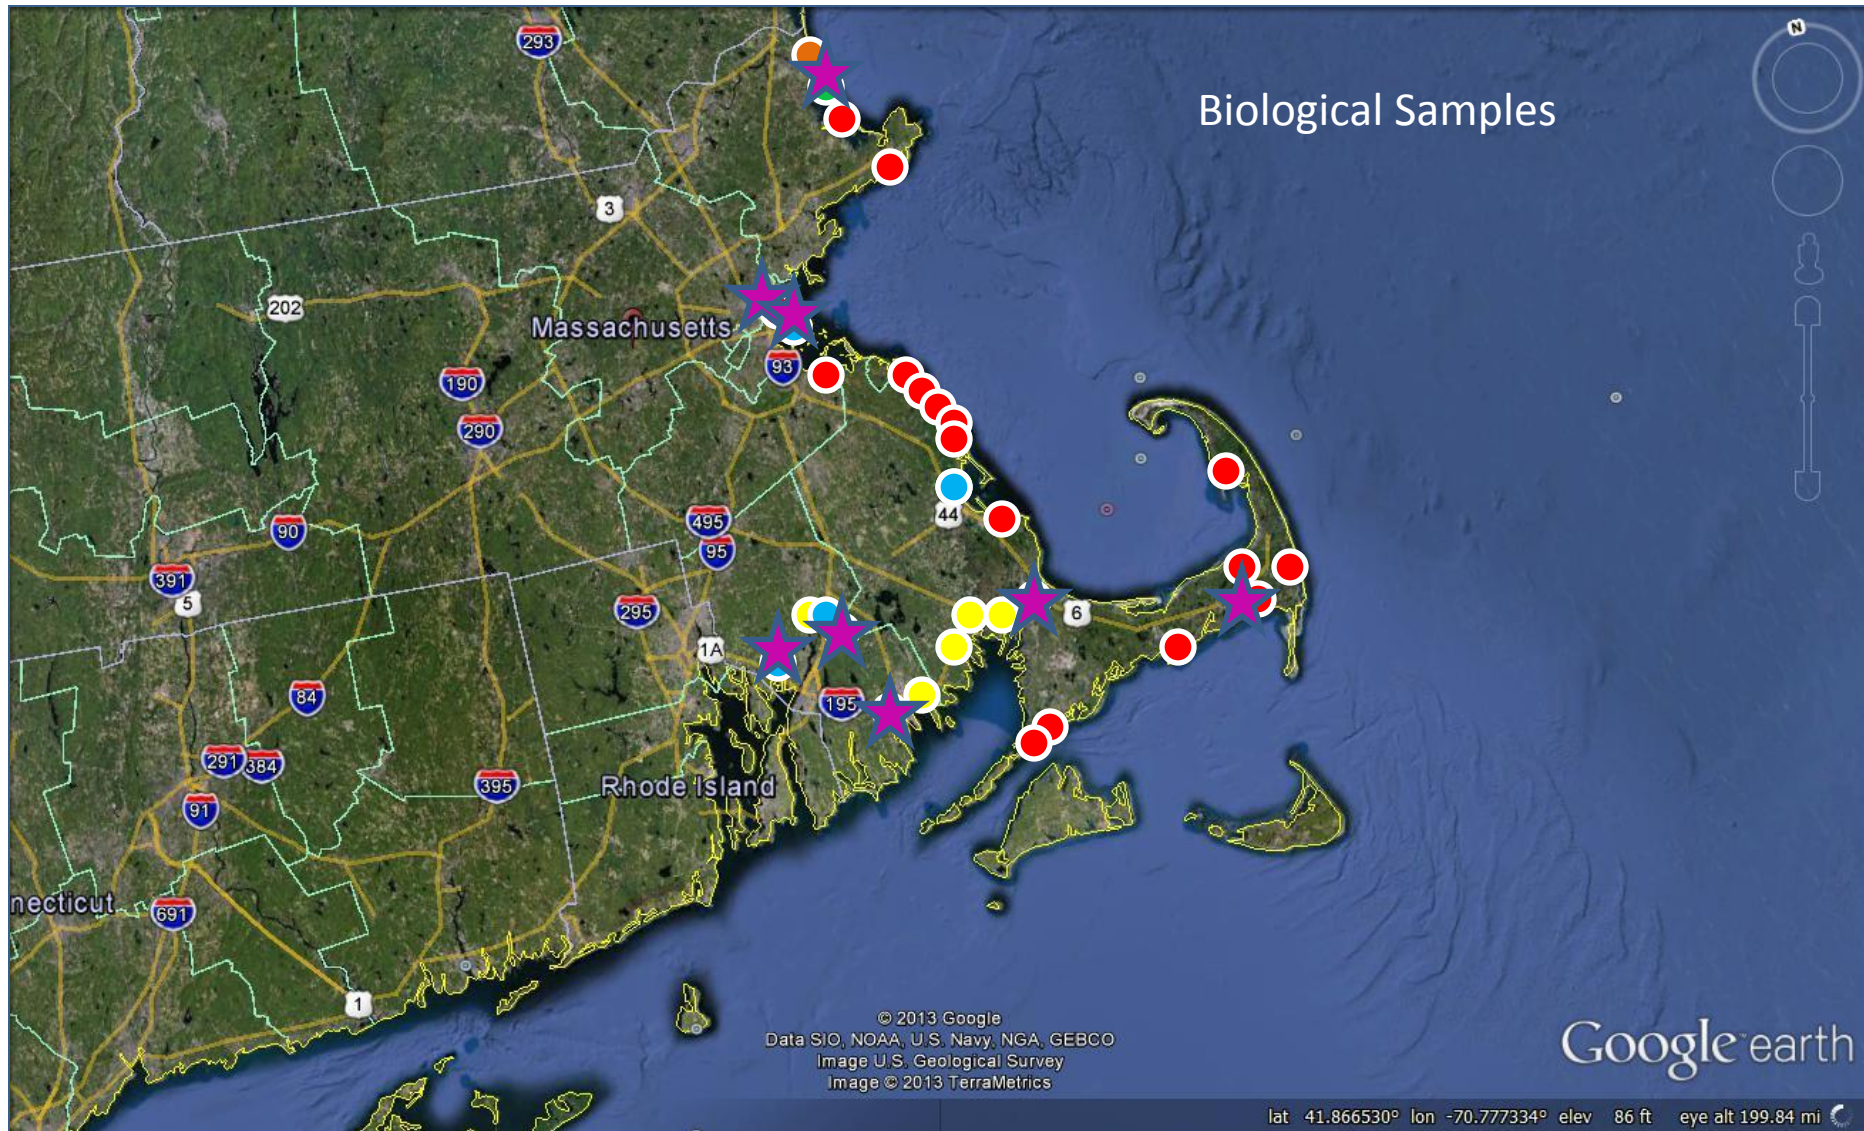 293
N
Biological Samples
3
202
Massachusetts
93
190
290
495
44
90
95
391
5
295
6
1A
84
195
291
384
395
Rhode Island
91
necticut
691
1
© 2013 Google
Data SIO, NOAA, U.S. Navy, NGA, GEBCO
Image U.S. Geological Survey
Image © 2013 TerraMetrics
Google earth
lat 41.866530° lon -70.777334° elev 86 ft eye alt 199.84 mi